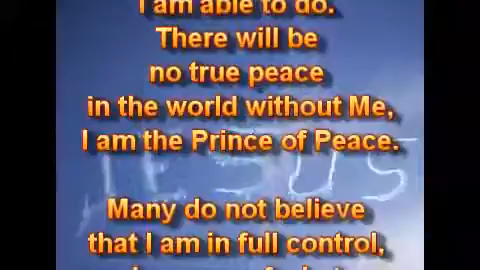 I am able to do.
There will be
no true peace
in the world without Me,
I am the Prince of Peace.
JESUS
Many do not believe
that I am in full control,